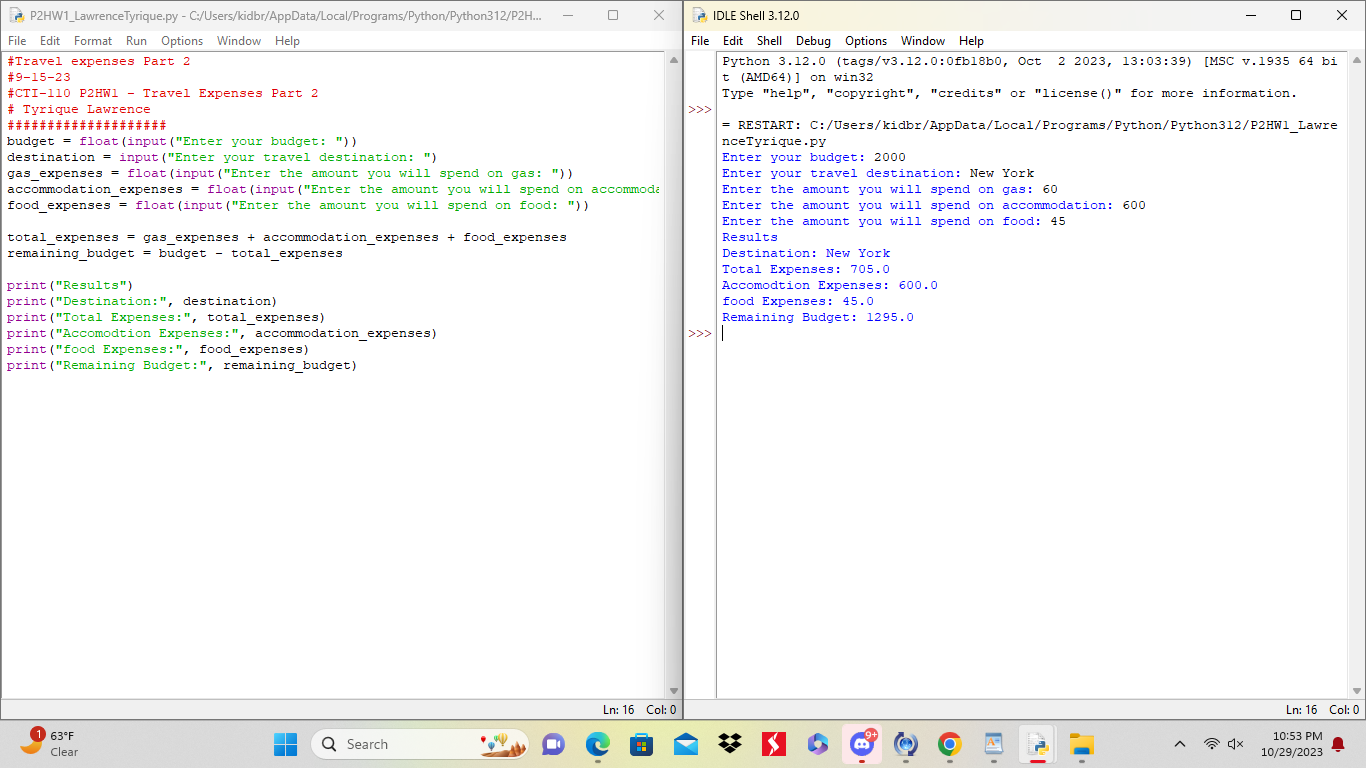 P2HW1_LawrenceTyrique.py - C:/Users/kidbr/AppData/Local/Programs/Python/Python312/P2H...
File Edit Format Run Options Window Help
#Travel expenses Part 2
#9-15-23
#CTI-110 P2HW1 - Travel Expenses Part 2
# Tyrique Lawrence
####################
budget = float(input("Enter your budget: "))
destination = input("Enter your travel destination: ")
gas_expenses = float(input("Enter the amount you will spend on gas: "))
accommodation_expenses = float(input("Enter the amount you will spend on accommoda
food_expenses = float(input("Enter the amount you will spend on food: "))
total_expenses = gas_expenses + accommodation_expenses + food_expenses
remaining_budget = budget - total_expenses
print("Results")
print("Destination:", destination)
print("Total Expenses:", total_expenses)
print("Accomodtion Expenses:", accommodation_expenses)
print("food Expenses:", food_expenses)
print("Remaining Budget:", remaining_budget)
Ln: 16 Col: 0
IDLE Shell 3.12.0
File Edit Shell Debug Options Window Help
Python 3.12.0 (tags/v3.12.0:0fb18b0, Oct  2 2023, 13:03:39) [MSC v.1935 64 bi
t (AMD64)] on win32
Type "help", "copyright", "credits" or "license()" for more information.
>>>
= RESTART: C:/Users/kidbr/AppData/Local/Programs/Python/Python312/P2HW1_Lawre
nceTyrique.py
Enter your budget: 2000
Enter your travel destination: New York
Enter the amount you will spend on gas: 60
Enter the amount you will spend on accommodation: 600
Enter the amount you will spend on food: 45
Results
Destination: New York
Total Expenses: 705.0
Accomodtion Expenses: 600.0
food Expenses: 45.0
Remaining Budget: 1295.0
>>>
Ln: 16 Col: 0
1
63°F
Clear
Search
9+
10:53 PM
10/29/2023